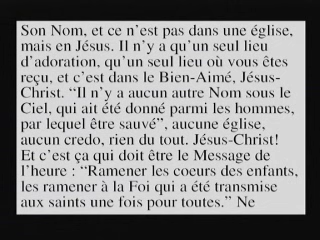 Son Nom, et ce n’est pas dans une église,
mais en Jésus. Il n’y a qu’un seul lieu
d’adoration, qu’un seul lieu où vous êtes
reçu, et c’est dans le Bien-Aimé, Jésus-
Christ. “Il n’y a aucun autre Nom sous le
Ciel, qui ait été donné parmi les hommes,
par lequel être sauvé”, aucune église,
aucun credo, rien du tout. Jésus-Christ!
Et c’est ça qui doit être le Message de
l’heure : “Ramener les coeurs des enfants,
les ramener à la Foi qui a été transmise
aux saints une fois pour toutes.” Ne